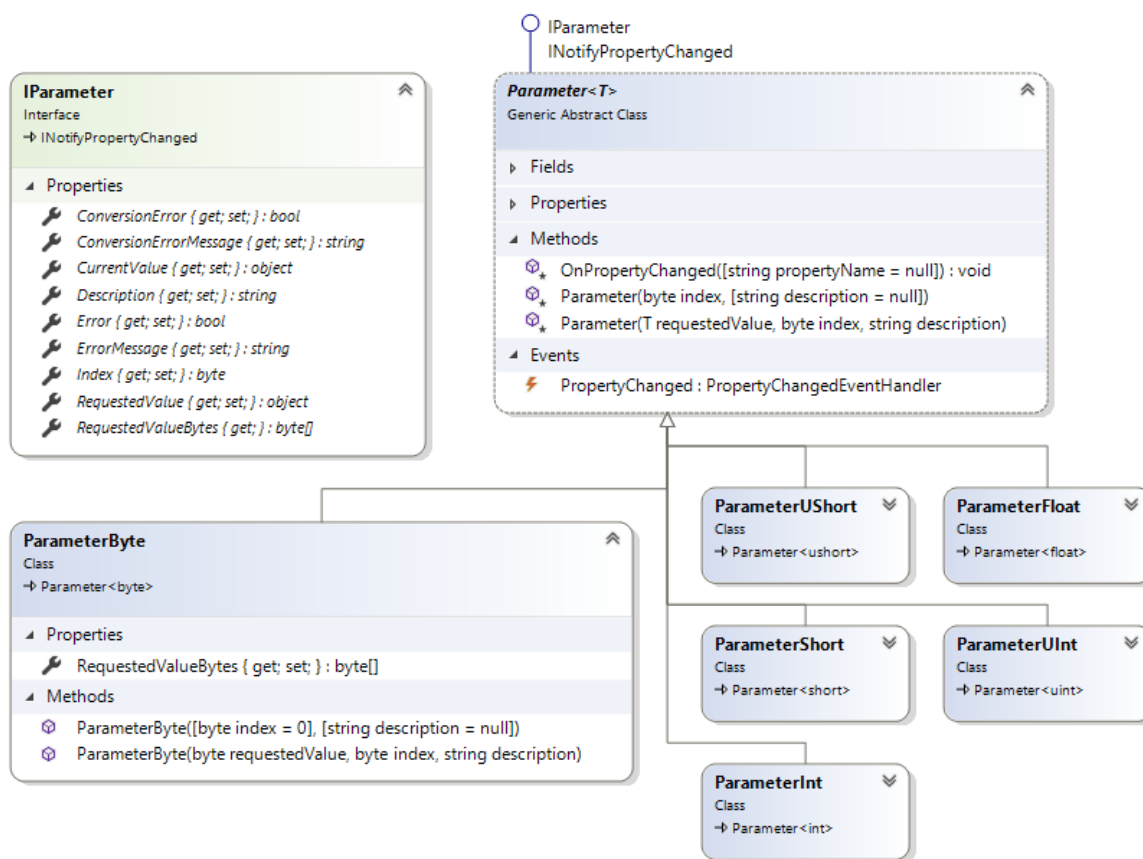 IParameter
INotifyPropertyChanged
IParameter
Interface
INotifyPropertyChanged
Properties
ConversionError { get; set; } : bool
ConversionErrorMessage { get; set; } : string
CurrentValue { get; set; } : object
Description { get; set; } : string
Error { get; set; } : bool
ErrorMessage { get; set; } : string
Index { get; set; } : byte
RequestedValue { get; set; } : object
RequestedValueBytes { get; } : byte[]
Parameter<T>
Generic Abstract Class
Fields
Properties
Methods
OnPropertyChanged([string propertyName = null]) : void
Parameter(byte index, [string description = null])
Parameter(T requestedValue, byte index, string description)
Events
PropertyChanged : PropertyChangedEventHandler
ParameterByte
Class
Parameter<byte>
Properties
RequestedValueBytes { get; set; } : byte[]
Methods
ParameterByte([byte index = 0], [string description = null])
ParameterByte(byte requestedValue, byte index, string description)
ParameterUShort
Class
Parameter<ushort>
ParameterFloat
Class
Parameter<float>
ParameterShort
Class
Parameter<short>
ParameterUInt
Class
Parameter<uint>
ParameterInt
Class
Parameter<int>